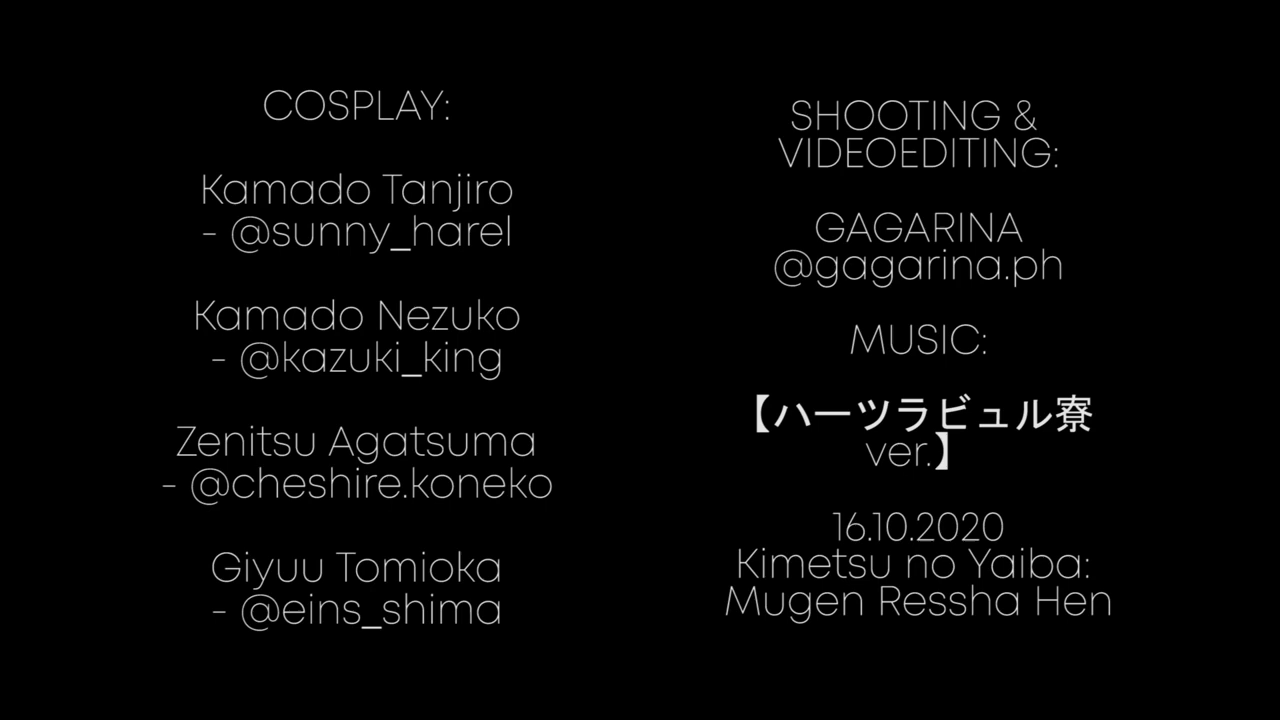 COSPLAY:
Kamado Tanjiro
- @sunny_harel
Kamado Nezuko
- @kazuki_king
Zenitsu Agatsuma
- @cheshire.koneko
Giyuu Tomioka
- @eins_shima
SHOOTING &
VIDEOEDITING:
GAGARINA
@gagarina.ph
MUSIC:
【ハーツラビュル寮
ver.】
16.10.2020
Kimetsu no Yaiba:
Mugen Ressha Hen